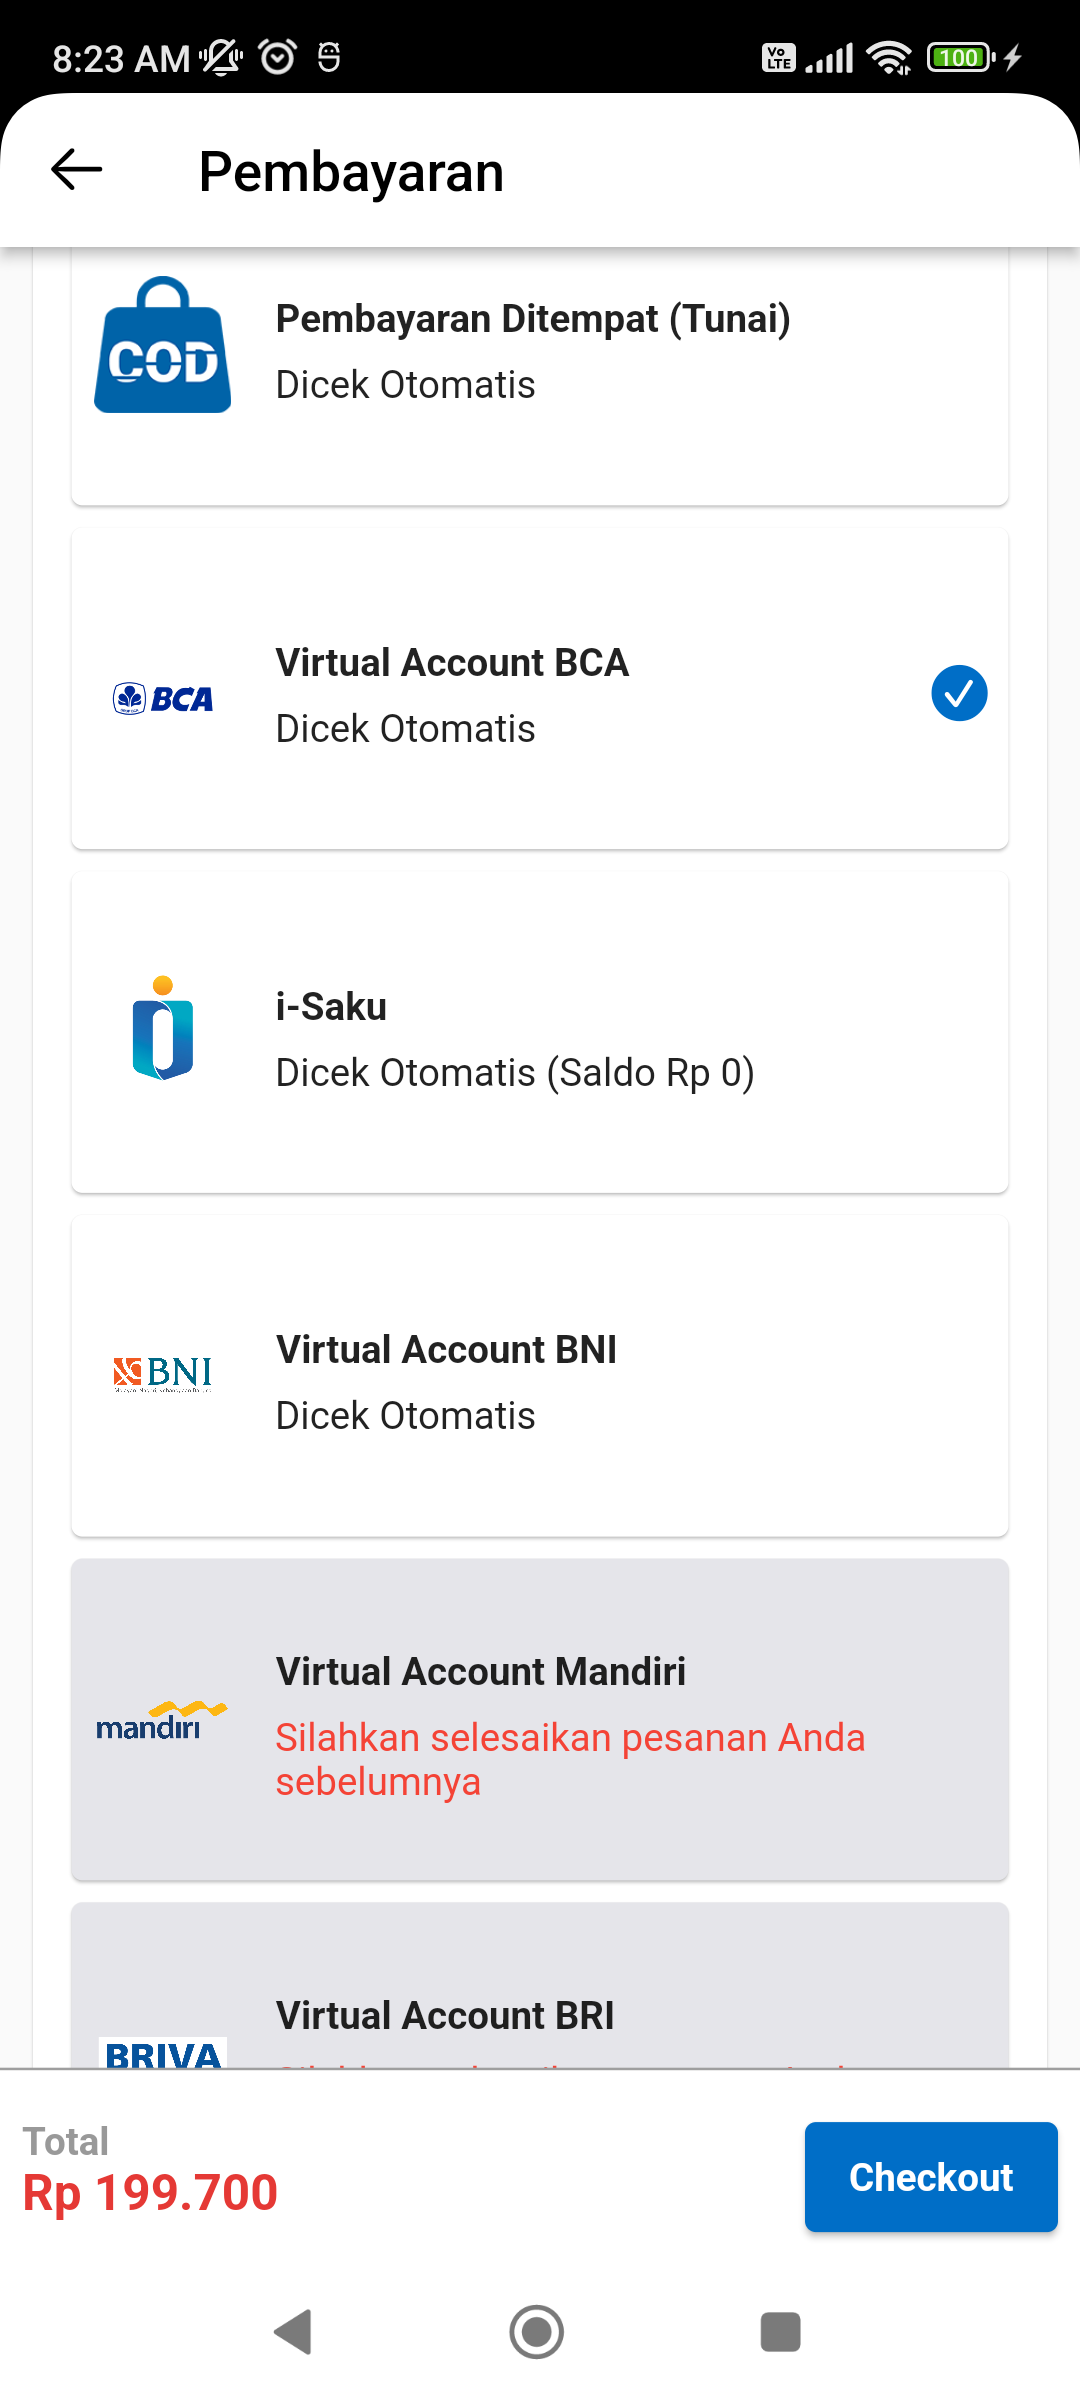 8:23 AM
Vo
LTE
100
Pembayaran
COD
Pembayaran Ditempat (Tunai)
Dicek Otomatis
BCA
Virtual Account BCA
Dicek Otomatis
i-Saku
Dicek Otomatis (Saldo Rp 0)
BNI
Virtual Account BNI
Dicek Otomatis
mandiri
Virtual Account Mandiri
Silahkan selesaikan pesanan Anda
sebelumnya
BRIVA
Virtual Account BRI
Total
Rp 199.700
Checkout